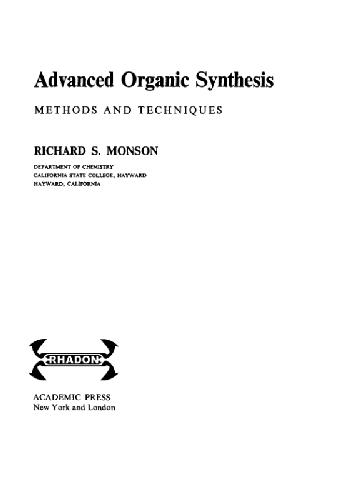 Advanced Organic Synthesis
METHODS AND TECHNIQUES
RICHARD S. MONSON
DEPARTMENT OF CHEMISTRY
CALIFORNIA STATE COLLEGE, HAYWARD
HAYWARD, CALIFORNIA
RHADON
ACADEMIC PRESS
New York and London